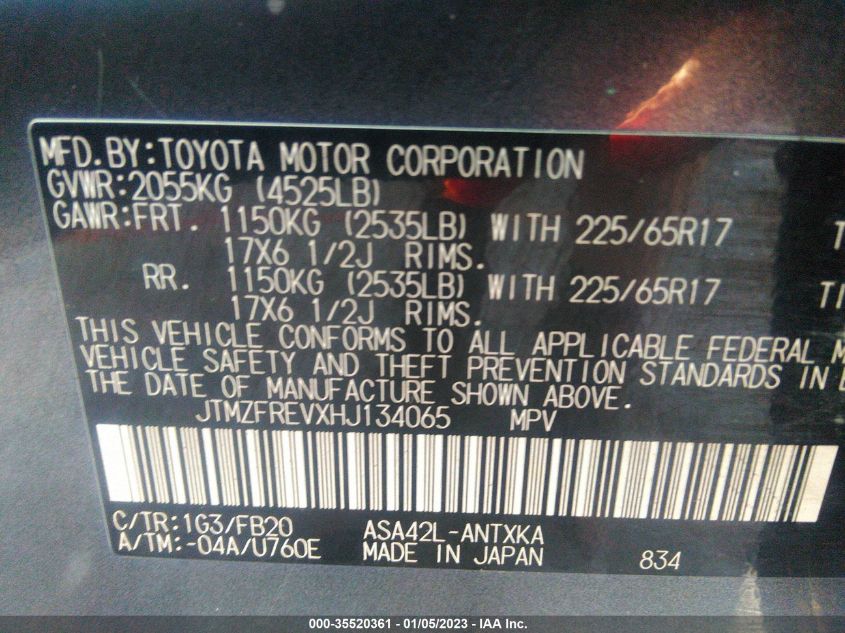 MFD. BY: TOYOTA MOTOR CORPORATION
GVWR: 2055KG (4525LB)
GAWR: FRT. 1150KG (2535LB) WITH 225/65R17
17X6 1/2J RIMS.
RR. 1150KG (2535LB) WITH 225/65R17
17X6 1/2J RIMS.
THIS VEHICLE CONFORMS TO ALL APPLICABLE FEDERAL
VEHICLE SAFETY AND THEFT PREVENTION STANDARDS IN
THE DATE OF MANUFACTURE SHOWN ABOVE.
JTMZFREVXHJ134065 MPV
C/TR: 1G3/FB20 ASA42L-ANTXKA
A/TM: -04A/U760E MADE IN JAPAN 834
000-35520361 - 01/05/2023 - IAA Inc.